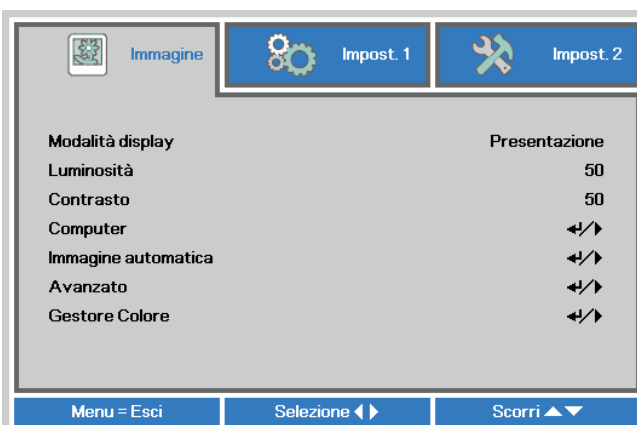 Immagine
Impost. 1
Impost. 2
Modalità display Presentazione
Luminosità 50
Contrasto 50
Computer
Immagine automatica
Avanzato
Gestore Colore
Menu = Esci
Selezione
Scorri